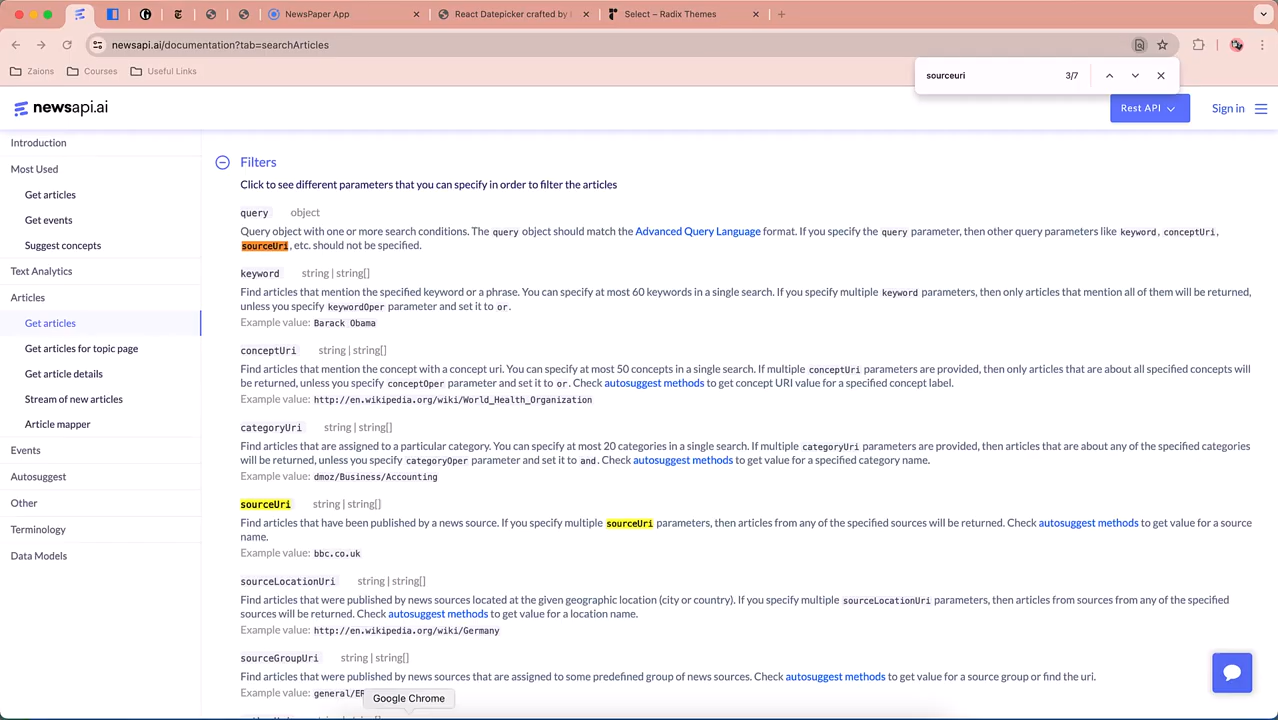 NewsPaper App
React Datepicker crafted by
Select – Radix Themes
newsapi.ai/documentation?tab=searchArticles
Zaions
Courses
Useful Links
sourceuri
3/7
newsapi.ai
Rest API
Sign in
Introduction
Most Used
Get articles
Get events
Suggest concepts
Text Analytics
Articles
Get articles
Get articles for topic page
Get article details
Stream of new articles
Article mapper
Events
Autosuggest
Other
Terminology
Data Models
Filters
Click to see different parameters that you can specify in order to filter the articles
query object
Query object with one or more search conditions. The query object should match the Advanced Query Language format. If you specify the query parameter, then other query parameters like keyword, conceptUri,
sourceUri, etc. should not be specified.
keyword string | string[]
Find articles that mention the specified keyword or a phrase. You can specify at most 60 keywords in a single search. If you specify multiple keyword parameters, then only articles that mention all of them will be returned,
unless you specify keywordOper parameter and set it to or.
Example value: Barack Obama
conceptUri string | string[]
Find articles that mention the concept with a concept uri. You can specify at most 50 concepts in a single search. If multiple conceptUri parameters are provided, then only articles that are about all specified concepts will
be returned, unless you specify conceptOper parameter and set it to or. Check autosuggest methods to get concept URI value for a specified concept label.
Example value: http://en.wikipedia.org/wiki/World_Health_Organization
categoryUri string | string[]
Find articles that are assigned to a particular category. You can specify at most 20 categories in a single search. If multiple categoryUri parameters are provided, then articles that are about any of the specified categories
will be returned, unless you specify categoryOper parameter and set it to and. Check autosuggest methods to get value for a specified category name.
Example value: dmoz/Business/Accounting
sourceUri string | string[]
Find articles that have been published by a news source. If you specify multiple sourceUri parameters, then articles from any of the specified sources will be returned. Check autosuggest methods to get value for a source
name.
Example value: bbc.co.uk
sourceLocationUri string | string[]
Find articles that were published by news sources located at the given geographic location (city or country). If you specify multiple sourceLocationUri parameters, then articles from sources from any of the specified
sources will be returned. Check autosuggest methods to get value for a location name.
Example value: http://en.wikipedia.org/wiki/Germany
sourceGroupUri string | string[]
Find articles that were published by news sources that are assigned to some predefined group of news sources. Check autosuggest methods to get value for a source group or find the uri.
Example value: general/ER
Google Chrome